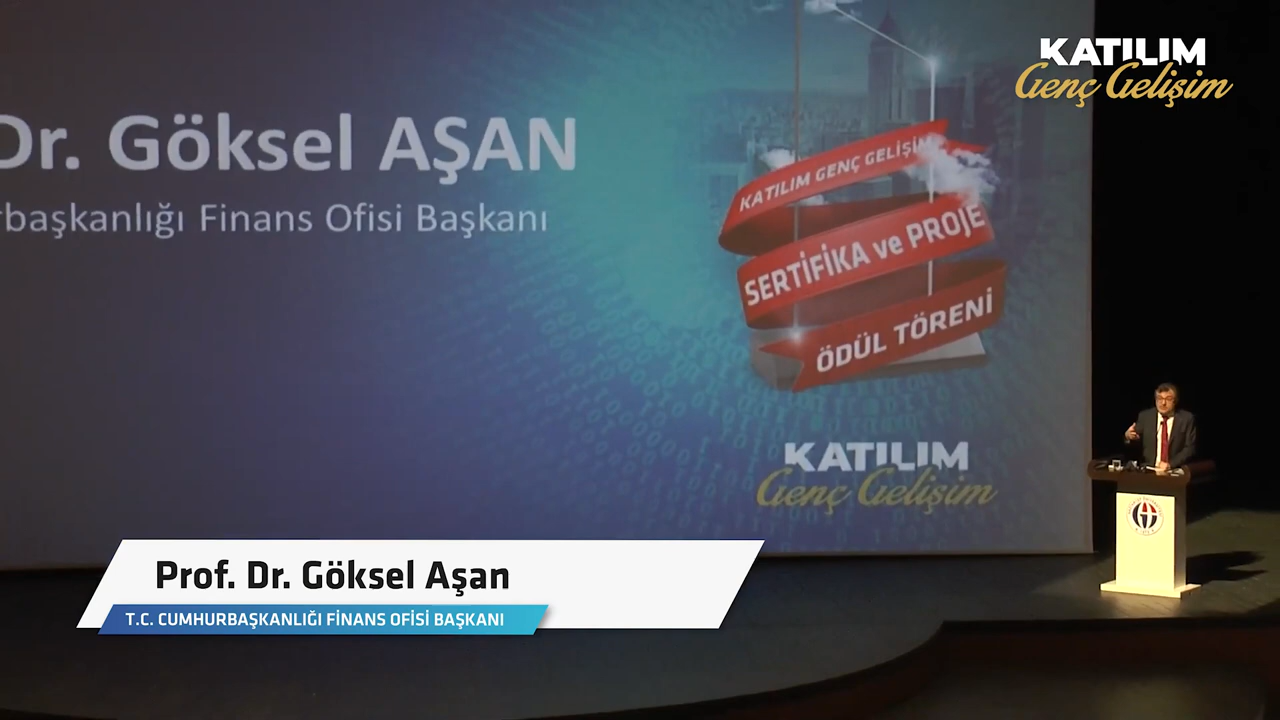 KATILIM
Genç Gelişim
Dr. Göksel AŞAN
rbaşkanlığı Finans Ofisi Başkanı
KATILIM GENÇ GELİŞİM
SERTİFİKA ve PROJE
ÖDÜL TÖRENİ
KATILIM
Genç Gelişim
Prof. Dr. Göksel Aşan
T.C. CUMHURBAŞKANLIĞI FİNANS OFİSİ BAŞKANI